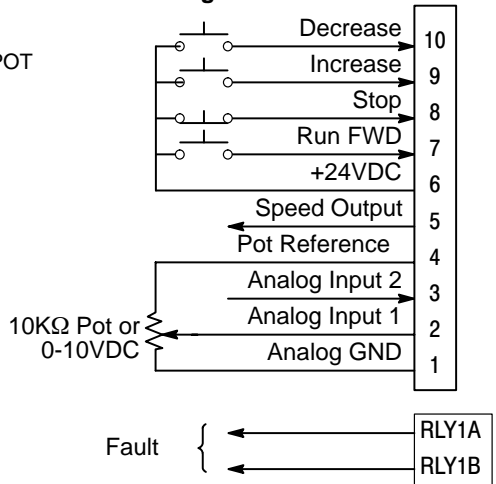 POT
Decrease 10
Increase 9
Stop 8
Run FWD 7
+24VDC 6
Speed Output 5
Pot Reference 4
Analog Input 2 3
Analog Input 1 2
Analog GND 1
10KΩ Pot or
0-10VDC
RLY1A
Fault
RLY1B